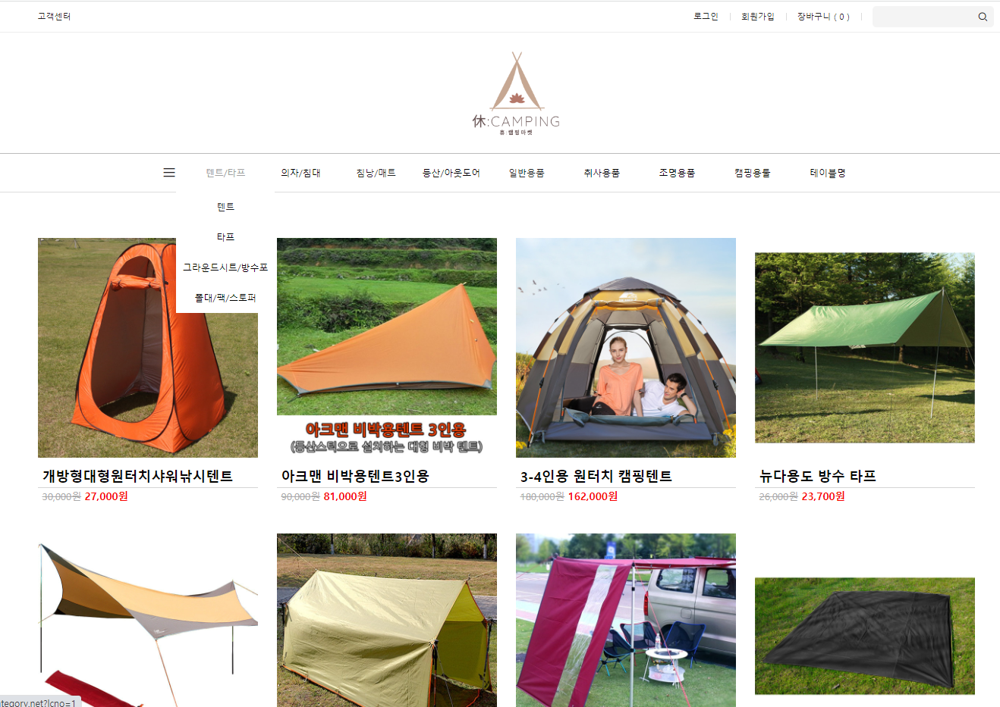 고객센터
로그인
회원가입
장바구니 ( 0 )
休:CAMPING
휴:캠핑마켓
텐트/타프
의자/침대
침낭/매트
등산/아웃도어
일반용품
취사용품
조명용품
캠핑용툴
테이블명
텐트
타프
그라운드시트/방수포
폴대/팩/스토퍼
아크맨 비박용텐트 3인용
(등산스틱으로 설치하는 대형 비박 텐트)
개방형대형원터치샤워낚시텐트
30,000원 27,000원
아크맨 비박용텐트3인용
90,000원 81,000원
3-4인용 원터치 캠핑텐트
180,000원 162,000원
뉴다용도 방수 타프
26,000원 23,700원
ategory.net?lcno=1